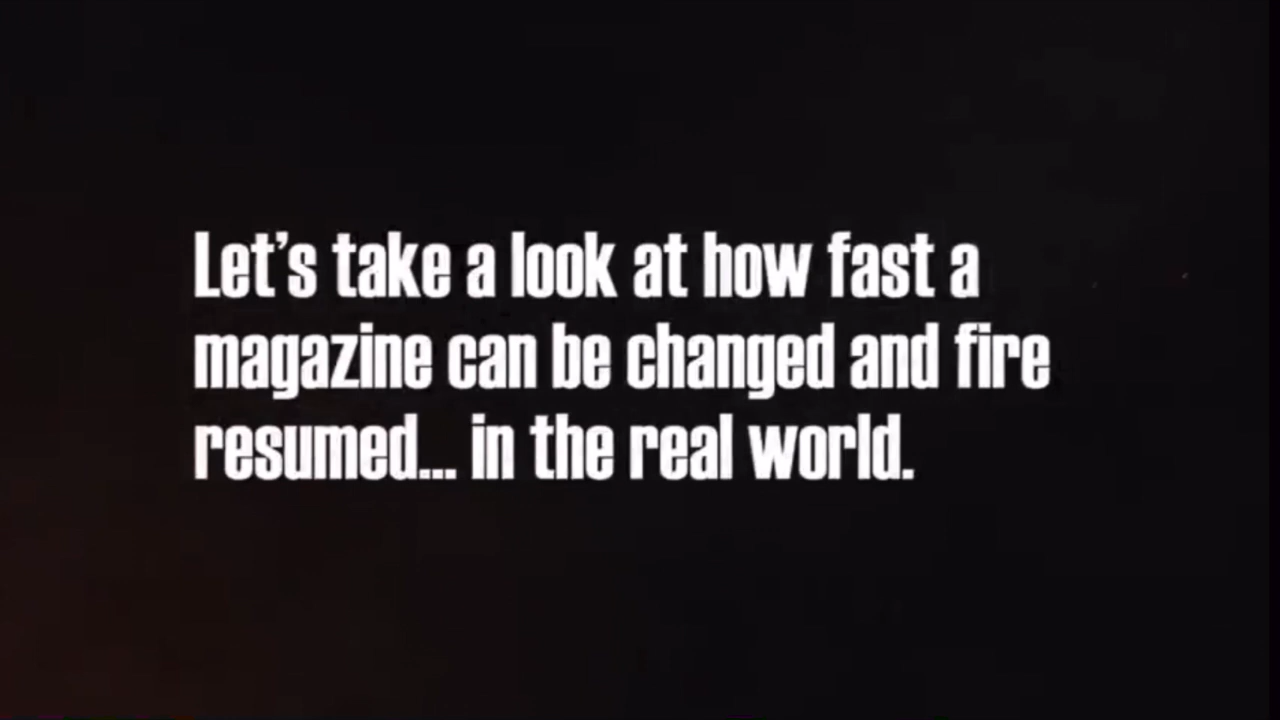 Let’s take a look at how fast a
magazine can be changed and fire
resumed... in the real world.